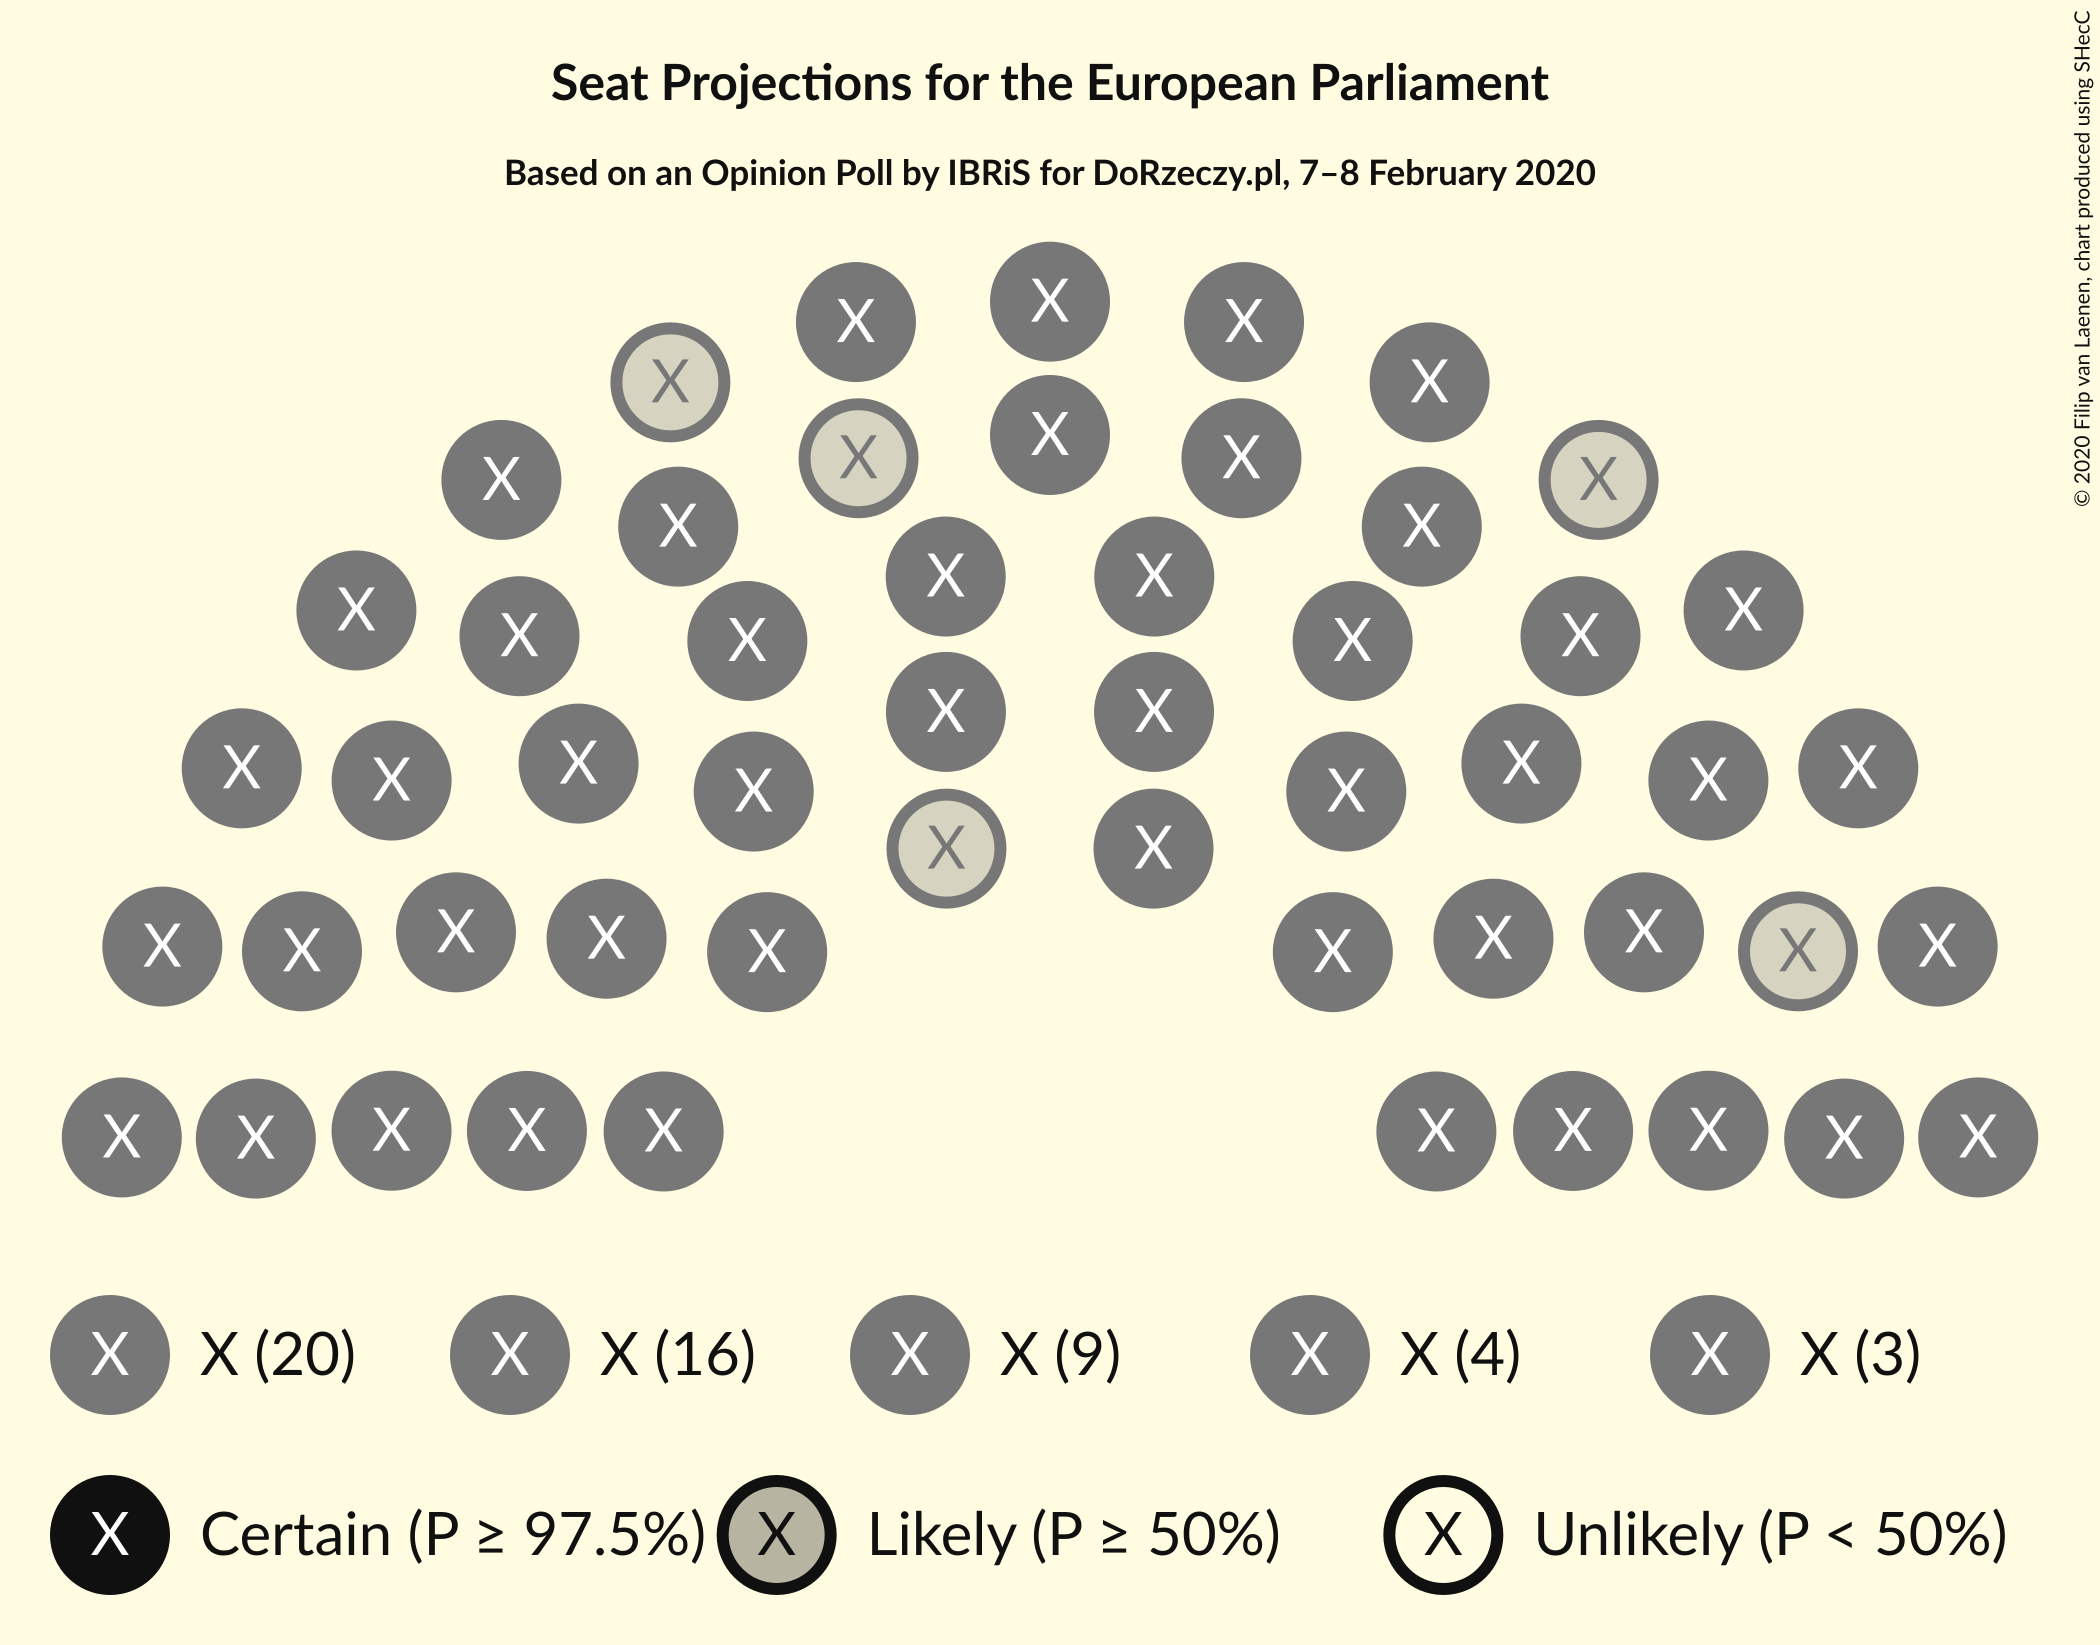 Seat Projections for the European Parliament
Based on an Opinion Poll by IBRiS for DoRzeczy.pl, 7–8 February 2020
© 2020 Filip van Laenen, chart produced using SHecC
X
X X
X X
X
X X
X X
X X
X X
X X
X X X X
X X
X X X X
X X X X
X X X X
X X
X X X X X X X X
X X X X
X X
X X X X X X X X X X
X X (20) X X (16) X X (9) X X (4) X X (3)
X Certain (P ≥ 97.5%) X Likely (P ≥ 50%) X Unlikely (P < 50%)